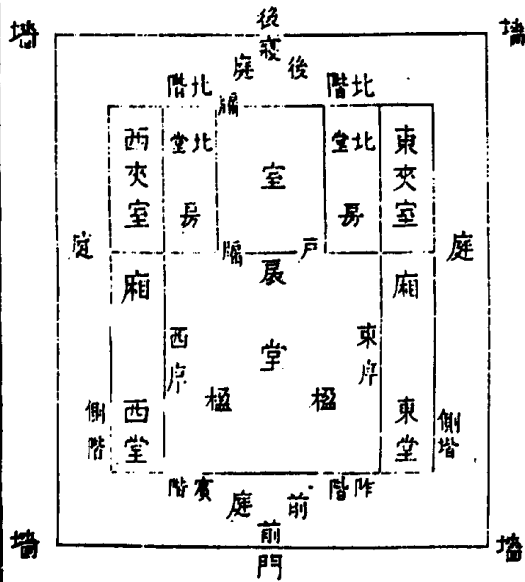 墻
後寢
墻
後庭
北階
北階
牖
東夾室
北堂
房
室
北堂
房
西夾室
庭
戶
牖
庭
廂
扆
廂
堂
東序
西序
楹
楹
東堂
西堂
側階
側階
阼階
賓階
前庭
墻
前門
墻